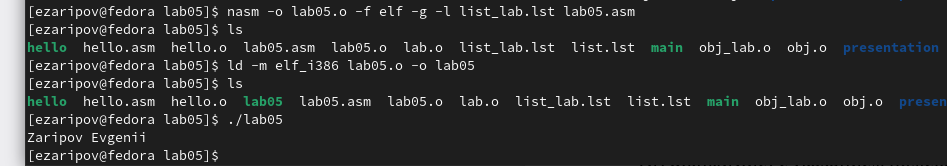 [ezaripov@fedora lab05]$ nasm -o lab05.o -f elf -g -l list_lab.lst lab05.asm
[ezaripov@fedora lab05]$ ls
hello hello.asm hello.o lab05.asm lab05.o lab.o list_lab.lst list.lst main obj_lab.o obj.o presentation
[ezaripov@fedora lab05]$ ld -m elf_i386 lab05.o -o lab05
[ezaripov@fedora lab05]$ ls
hello hello.asm hello.o lab05 lab05.asm lab05.o lab.o list_lab.lst list.lst main obj_lab.o obj.o presen
[ezaripov@fedora lab05]$ ./lab05
Zaripov Evgenii
[ezaripov@fedora lab05]$